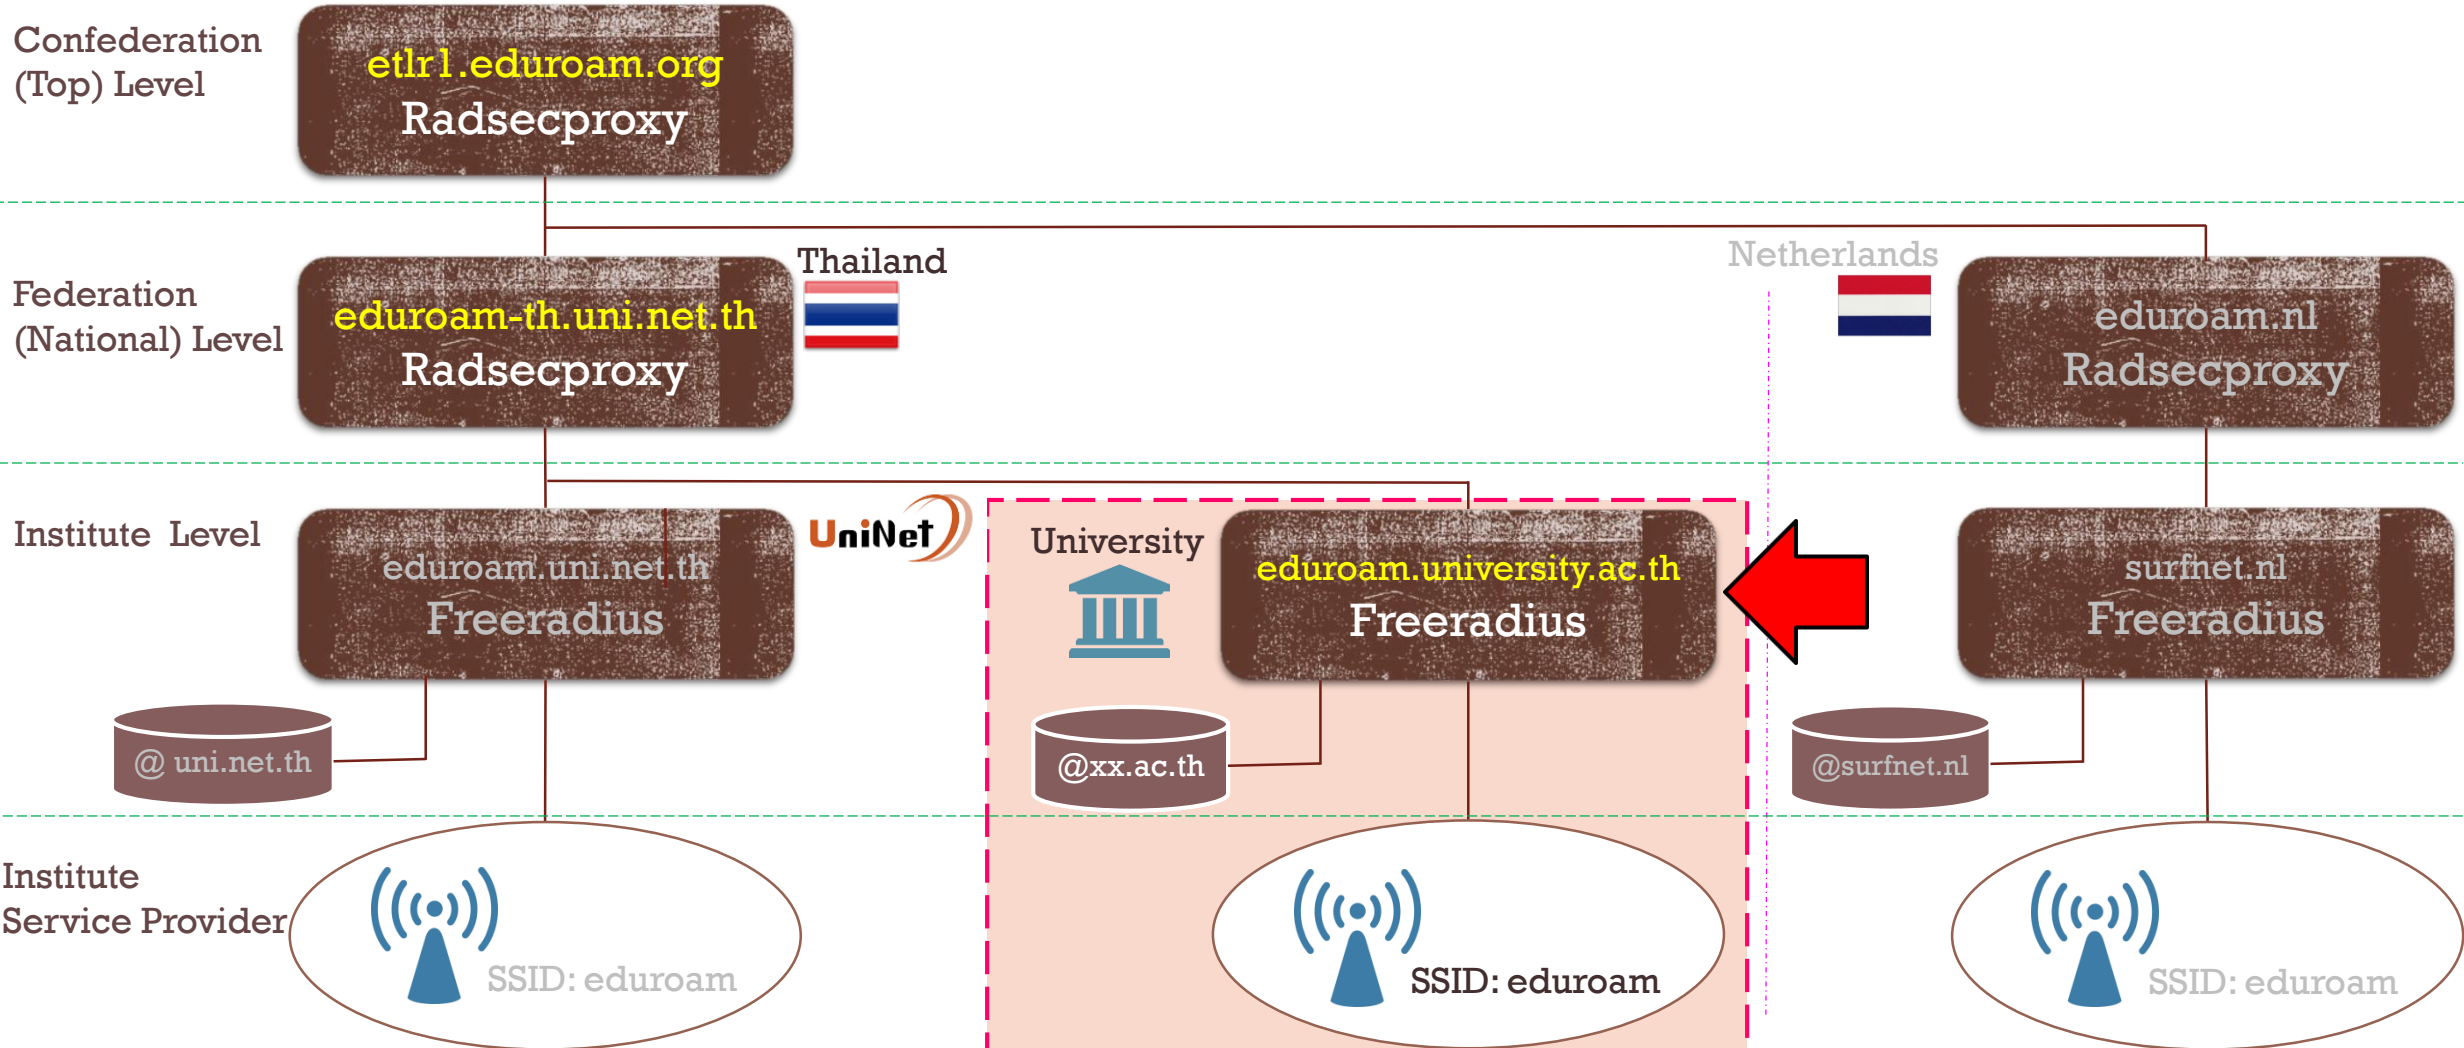 Confederation
(Top) Level
etlr1.eduroam.org
Radsecproxy
Federation
(National) Level
eduroam-th.uni.net.th
Radsecproxy
Thailand
Netherlands
eduroam.nl
Radsecproxy
Institute Level
eduroam.uni.net.th
Freeradius
UniNet
University
eduroam.university.ac.th
Freeradius
surfnet.nl
Freeradius
@ uni.net.th
@xx.ac.th
@surfnet.nl
Institute
Service Provider
SSID: eduroam
SSID: eduroam
SSID: eduroam